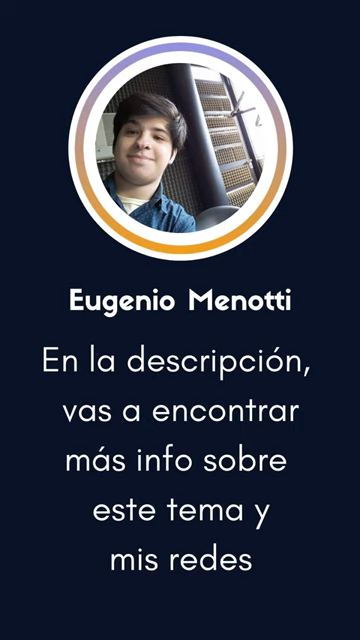 Eugenio Menotti
En la descripción,
vas a encontrar
más info sobre
este tema y
mis redes